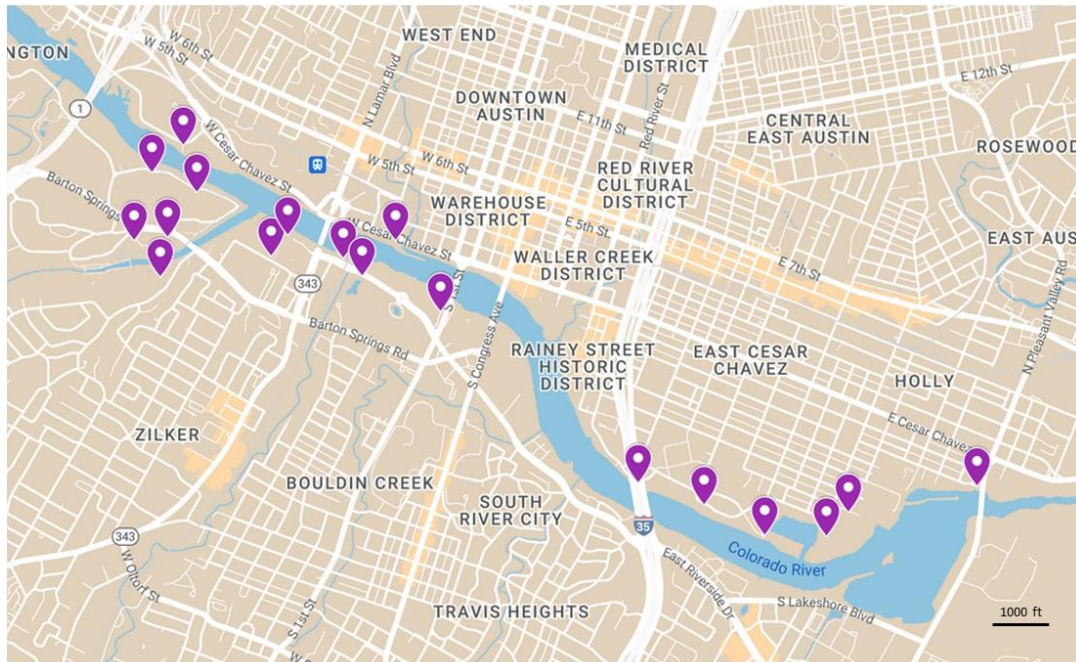 NGTON
W 6th St
W 5th St
WEST END
N Lamar Blvd
MEDICAL
DISTRICT
E 12th St
1
DOWNTOWN
AUSTIN
E 11th St
Red River St
CENTRAL
EAST AUSTIN
ROSEWOOD
W Cesar Chavez St
W 5th St
W 6th St
Barton Springs
RED RIVER
CULTURAL
DISTRICT
WAREHOUSE
DISTRICT
E 5th St
W Cesar Chavez St
EAST AUS
WALLER CREEK
DISTRICT
E 7th St
343
S 1st St
S Congress Ave
N Pleasant Valley Rd
Barton Springs Rd
RAINEY STREET
HISTORIC
DISTRICT
EAST CESAR
CHAVEZ
HOLLY
E Cesar Chavez
ZILKER
BOULDIN CREEK
SOUTH
RIVER CITY
35
343
W Oltorf St
Colorado River
East Riverside Dr
S Lakeshore Blvd
S 1st St
TRAVIS HEIGHTS
1000 ft